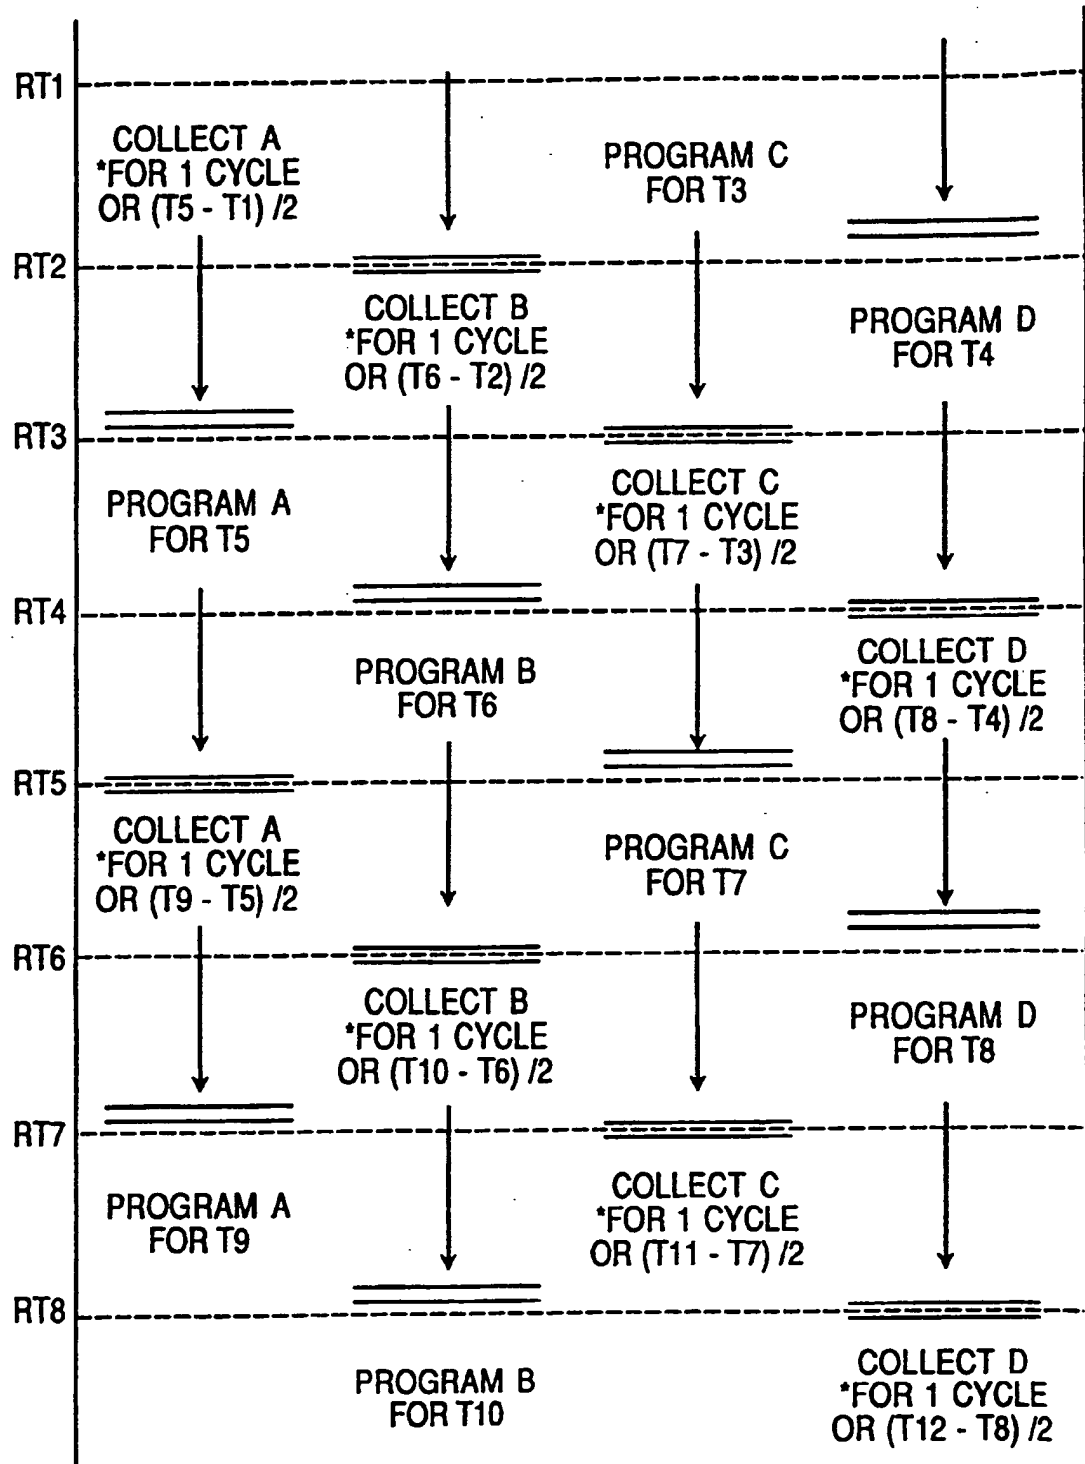 RT1
COLLECT A
*FOR 1 CYCLE
OR (T5 - T1) /2
PROGRAM C
FOR T3
RT2
COLLECT B
*FOR 1 CYCLE
OR (T6 - T2) /2
PROGRAM D
FOR T4
RT3
PROGRAM A
FOR T5
COLLECT C
*FOR 1 CYCLE
OR (T7 - T3) /2
RT4
PROGRAM B
FOR T6
COLLECT D
*FOR 1 CYCLE
OR (T8 - T4) /2
RT5
COLLECT A
*FOR 1 CYCLE
OR (T9 - T5) /2
PROGRAM C
FOR T7
RT6
COLLECT B
*FOR 1 CYCLE
OR (T10 - T6) /2
PROGRAM D
FOR T8
RT7
PROGRAM A
FOR T9
COLLECT C
*FOR 1 CYCLE
OR (T11 - T7) /2
RT8
PROGRAM B
FOR T10
COLLECT D
*FOR 1 CYCLE
OR (T12 - T8) /2